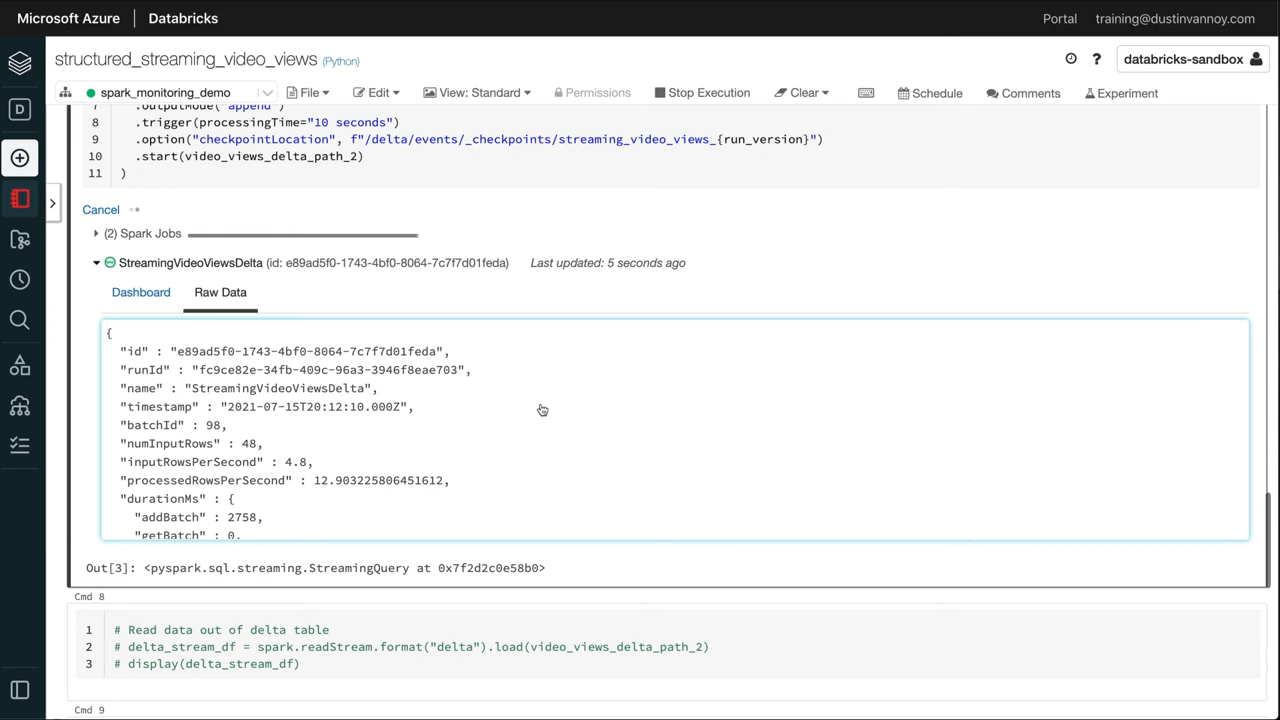 Microsoft Azure Databricks Portal training@dustinvannoy.com
structured_streaming_video_views (Python) ? databricks-sandbox
spark_monitoring_demo File Edit View: Standard Permissions Stop Execution Clear Schedule Comments Experiment
7 .outputMode("append")
8 .trigger(processingTime="10 seconds")
9 .option("checkpointLocation", f"/delta/events/_checkpoints/streaming_video_views_{run_version}")
10 .start(video_views_delta_path_2)
11 )
Cancel
(2) Spark Jobs
StreamingVideoViewsDelta (id: e89ad5f0-1743-4bf0-8064-7c7f7d01feda) Last updated: 5 seconds ago
Dashboard Raw Data
{
"id" : "e89ad5f0-1743-4bf0-8064-7c7f7d01feda",
"runId" : "fc9ce82e-34fb-409c-96a3-3946f8eae703",
"name" : "StreamingVideoViewsDelta",
"timestamp" : "2021-07-15T20:12:10.000Z",
"batchId" : 98,
"numInputRows" : 48,
"inputRowsPerSecond" : 4.8,
"processedRowsPerSecond" : 12.903225806451612,
"durationMs" : {
"addBatch" : 2758,
"getBatch" : 0,
Out[3]: <pyspark.sql.streaming.StreamingQuery at 0x7f2d2c0e58b0>
Cmd 8
1 # Read data out of delta table
2 # delta_stream_df = spark.readStream.format("delta").load(video_views_delta_path_2)
3 # display(delta_stream_df)
Cmd 9